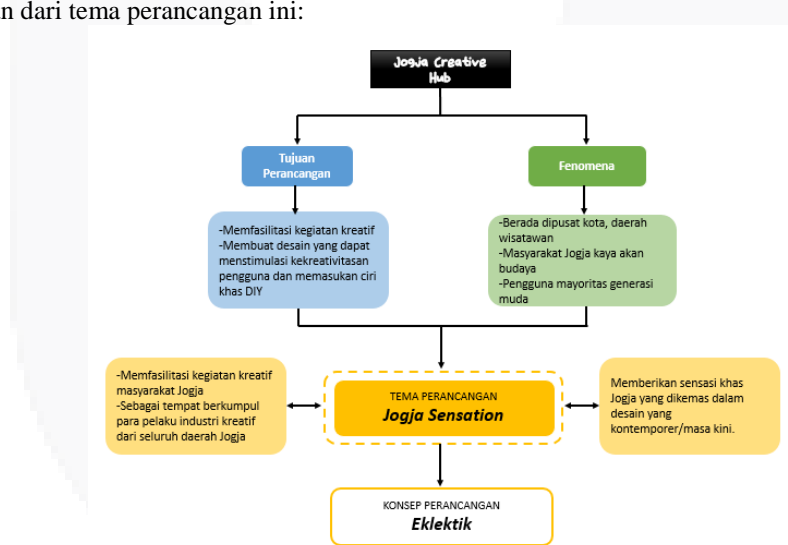 n dari tema perancangan ini:
Jogja Creative
Hub
Tujuan
Perancangan
Fenomena
-Memfasilitasi kegiatan kreatif
-Membuat desain yang dapat
menstimulasi kekreativitasan
pengguna dan memasukan ciri
khas DIY
-Berada dipusat kota, daerah
wisatawan
-Masyarakat Jogja kaya akan
budaya
-Pengguna mayoritas generasi
muda
-Memfasilitasi kegiatan kreatif
masyarakat Jogja
-Sebagai tempat berkumpul
para pelaku industri kreatif
dari seluruh daerah Jogja
TEMA PERANCANGAN
Jogja Sensation
Memberikan sensasi khas
Jogja yang dikemas dalam
desain yang
kontemporer/masa kini.
KONSEP PERANCANGAN
Eklektik